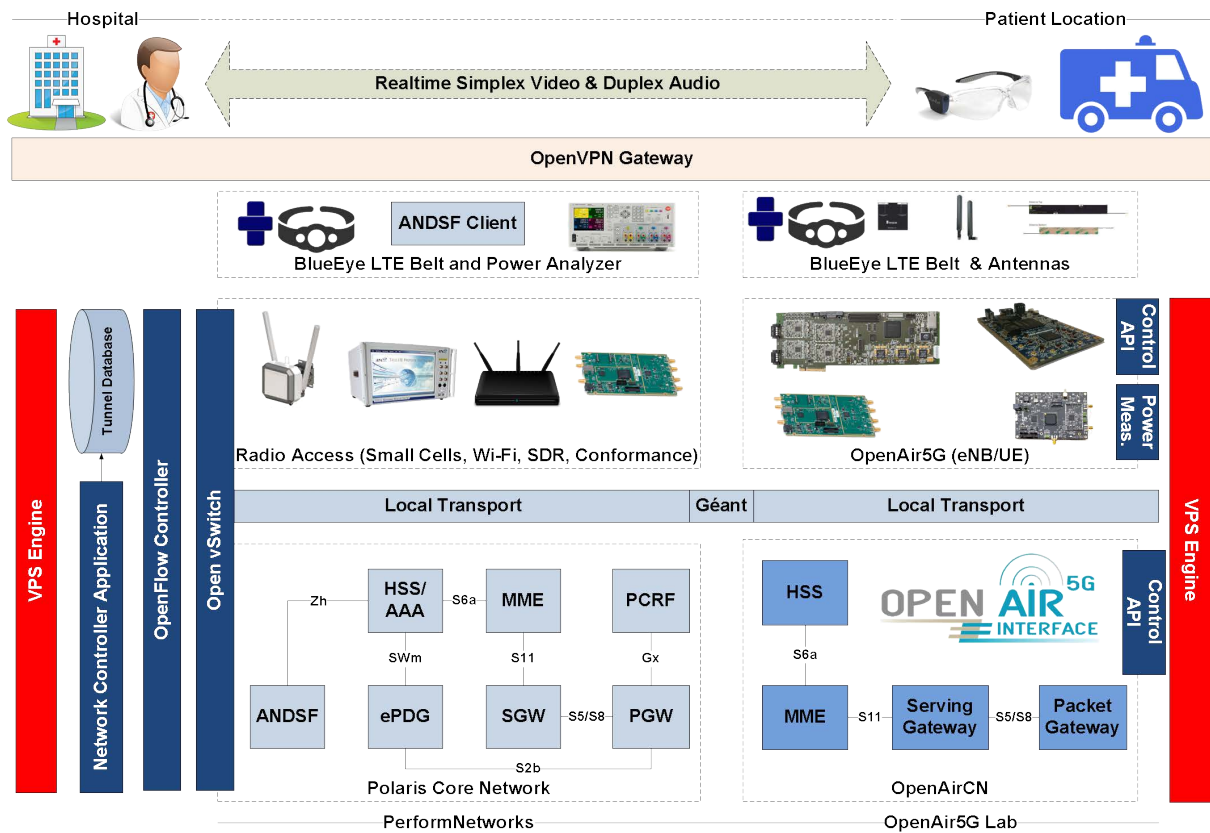 Hospital
Patient Location
Realtime Simplex Video & Duplex Audio
OpenVPN Gateway
ANDSF Client
BlueEye LTE Belt and Power Analyzer
BlueEye LTE Belt & Antennas
VPS Engine
Tunnel Database
Network Controller Application
OpenFlow Controller
Open vSwitch
Radio Access (Small Cells, Wi-Fi, SDR, Conformance)
OpenAir5G (eNB/UE)
Control
API
Power
Meas.
VPS Engine
Local Transport
Géant
Local Transport
HSS/
AAA
S6a
MME
PCRF
Zh
SWm
S11
Gx
ANDSF
ePDG
SGW
S5/S8
PGW
S2b
Polaris Core Network
HSS
OPEN AIR 5G
INTERFACE
Control
API
S6a
MME
S11
Serving
Gateway
S5/S8
Packet
Gateway
OpenAirCN
PerformNetworks
OpenAir5G Lab